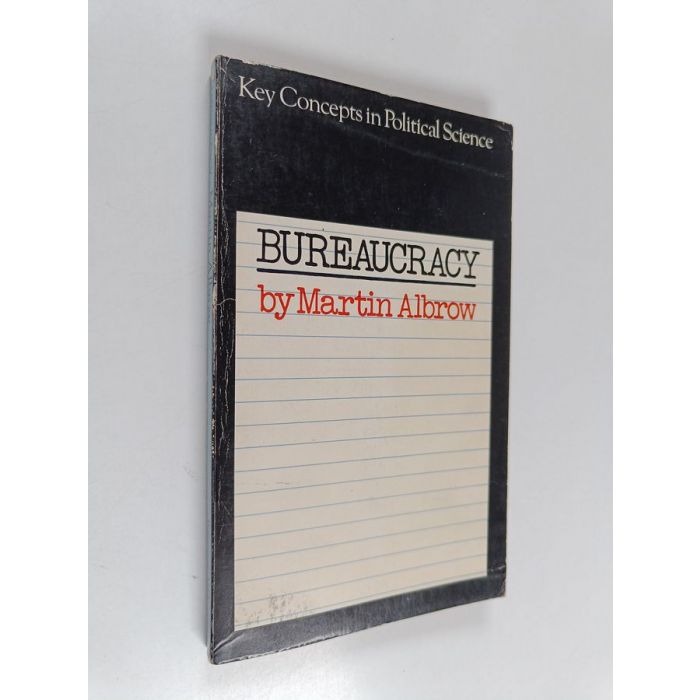 Key Concepts in Political Science
BUREAUCRACY
by Martin Albrow